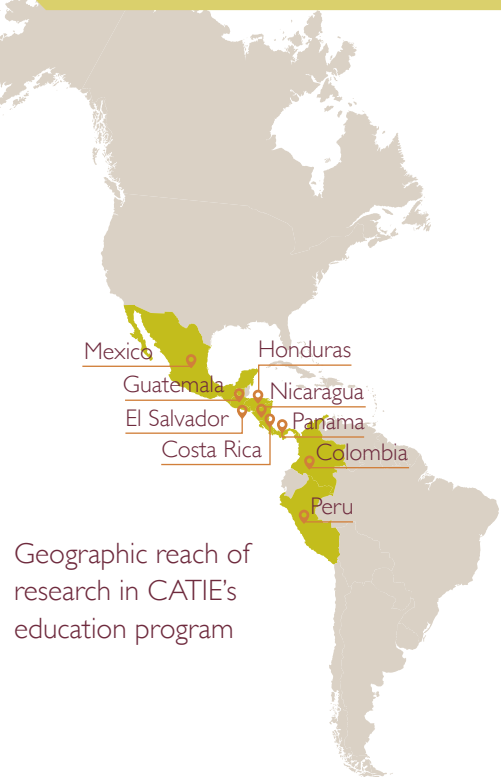 Mexico
Honduras
Guatemala
Nicaragua
El Salvador
Panama
Costa Rica
Colombia
Peru
Geographic reach of
research in CATIE’s
education program